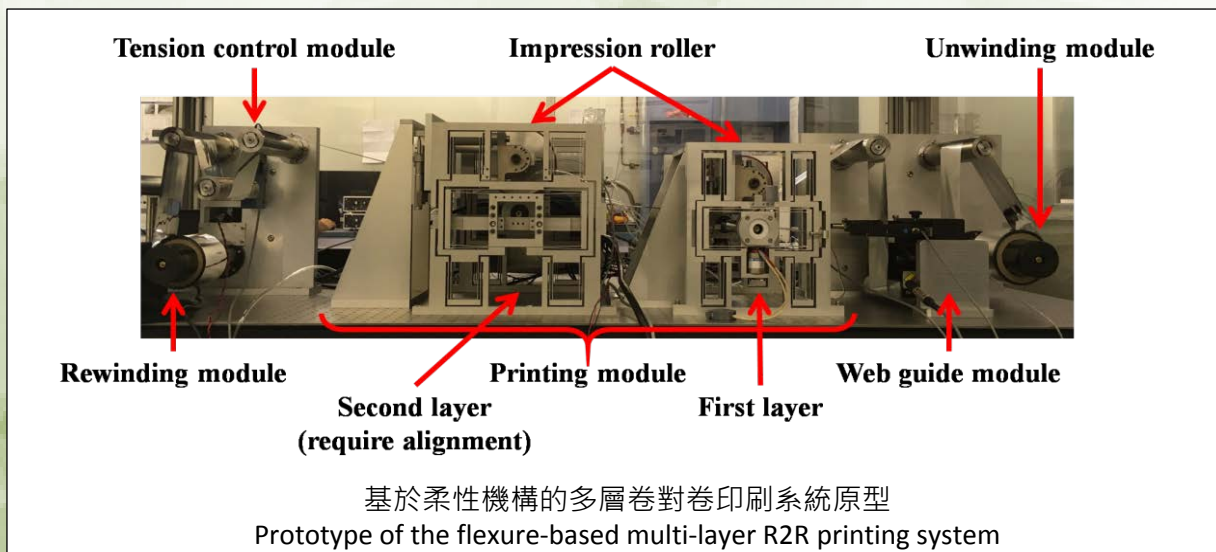 Tension control module
Impression roller
Unwinding module
Rewinding module
Printing module
Web guide module
Second layer
(require alignment)
First layer
基於柔性機構的多層卷對卷印刷系統原型
Prototype of the flexure-based multi-layer R2R printing system